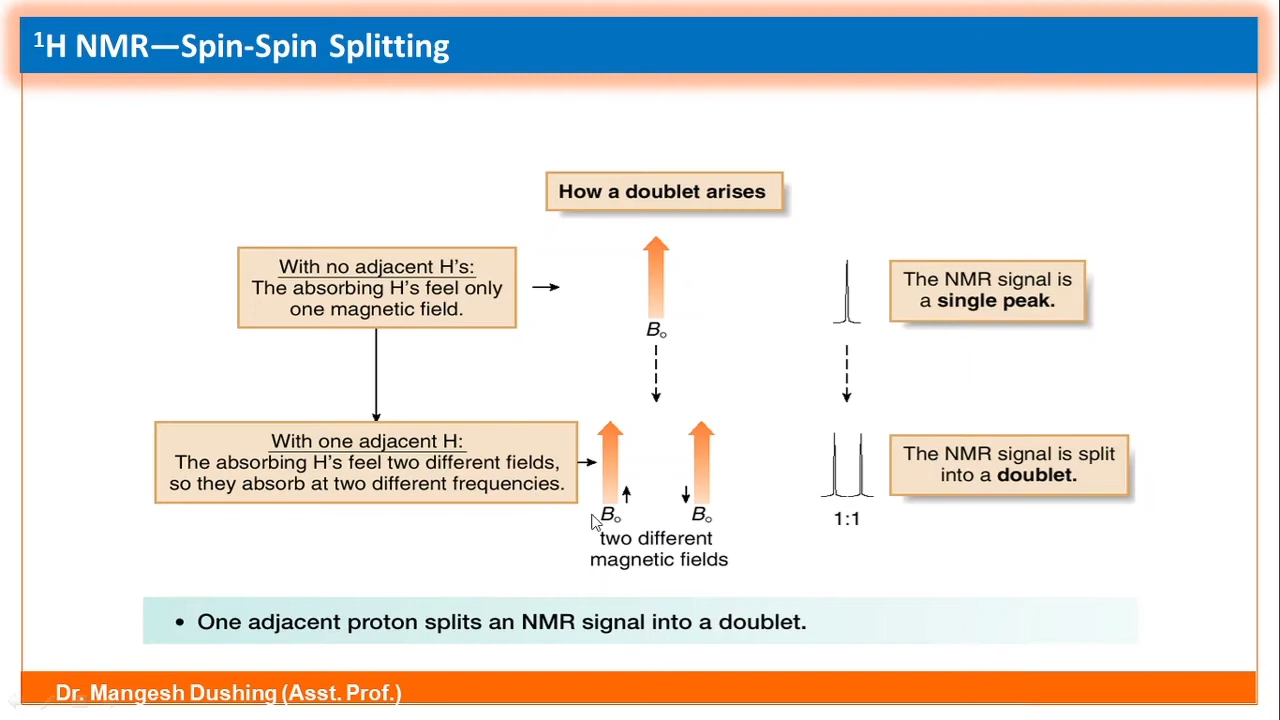 ¹H NMR—Spin-Spin Splitting
How a doublet arises
With no adjacent H's:
The absorbing H's feel only
one magnetic field.
B₀
The NMR signal is
a single peak.
With one adjacent H:
The absorbing H's feel two different fields,
so they absorb at two different frequencies.
B₀
B₀
two different
magnetic fields
The NMR signal is split
into a doublet.
1:1
• One adjacent proton splits an NMR signal into a doublet.
Dr. Mangesh Dushing (Asst. Prof.)